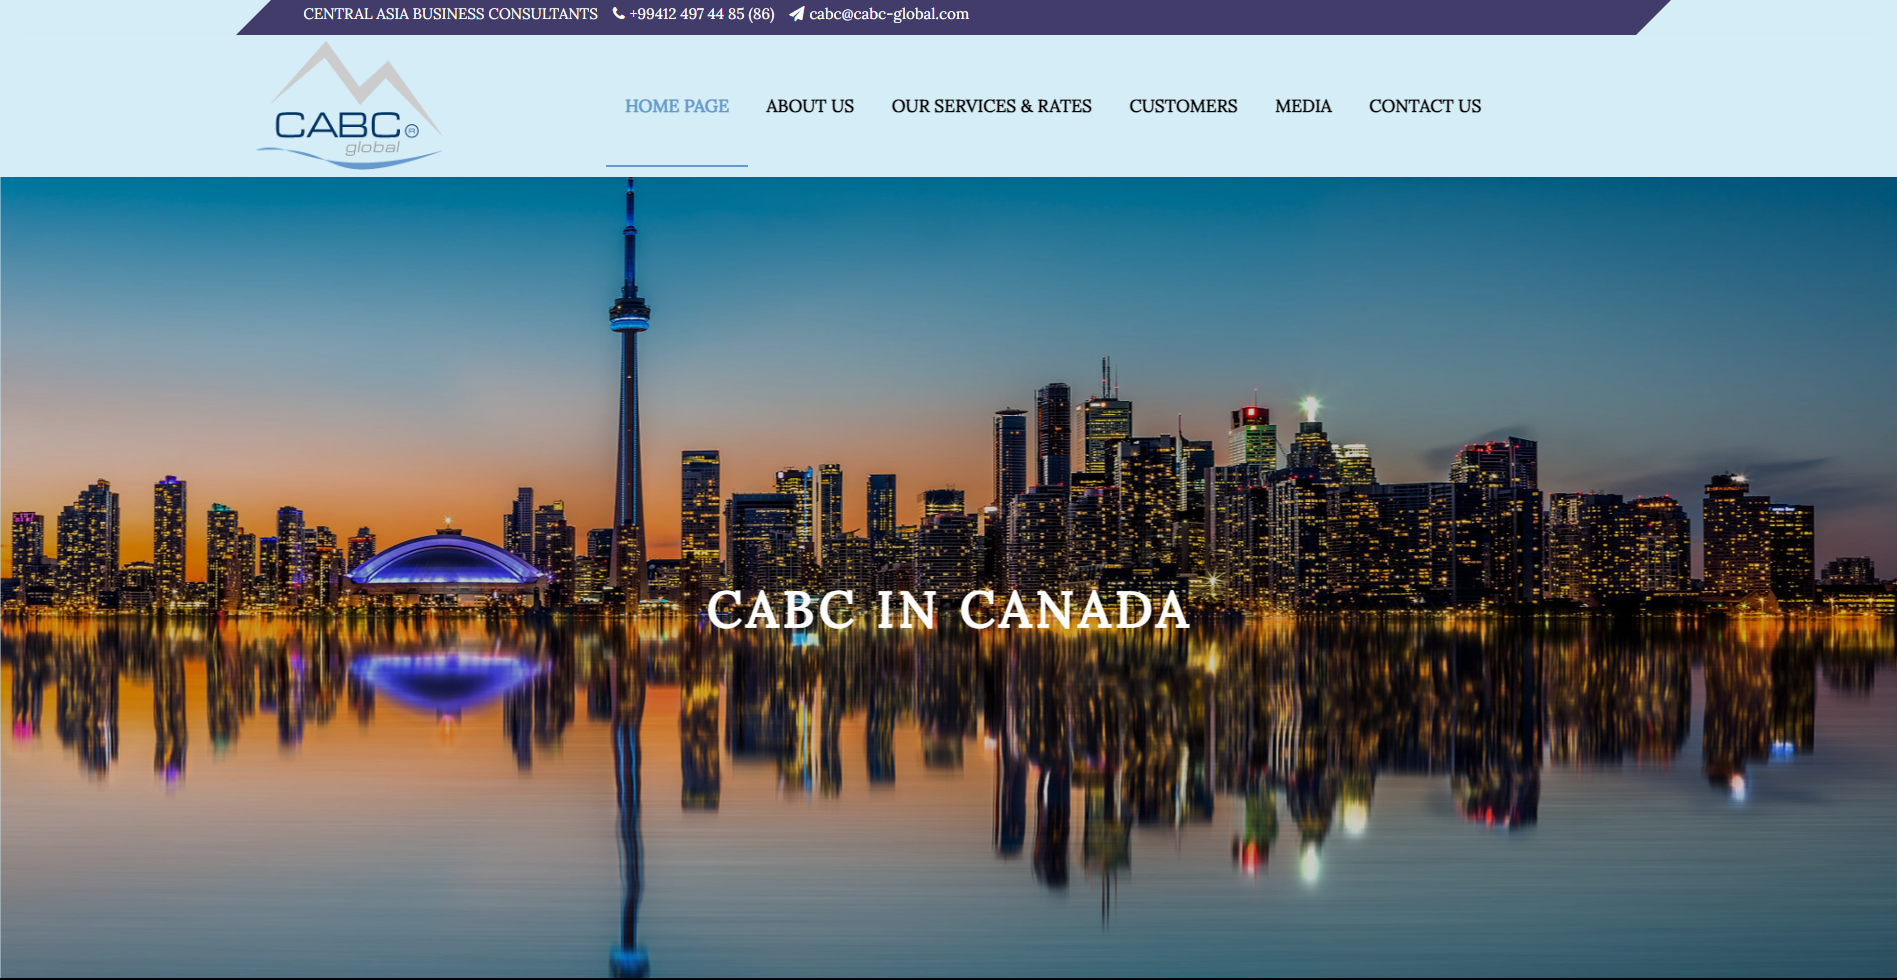 CENTRAL ASIA BUSINESS CONSULTANTS +99412 497 44 85 (86) cabc@cabc-global.com
CABC®
global
HOME PAGE ABOUT US OUR SERVICES & RATES CUSTOMERS MEDIA CONTACT US
CABC IN CANADA